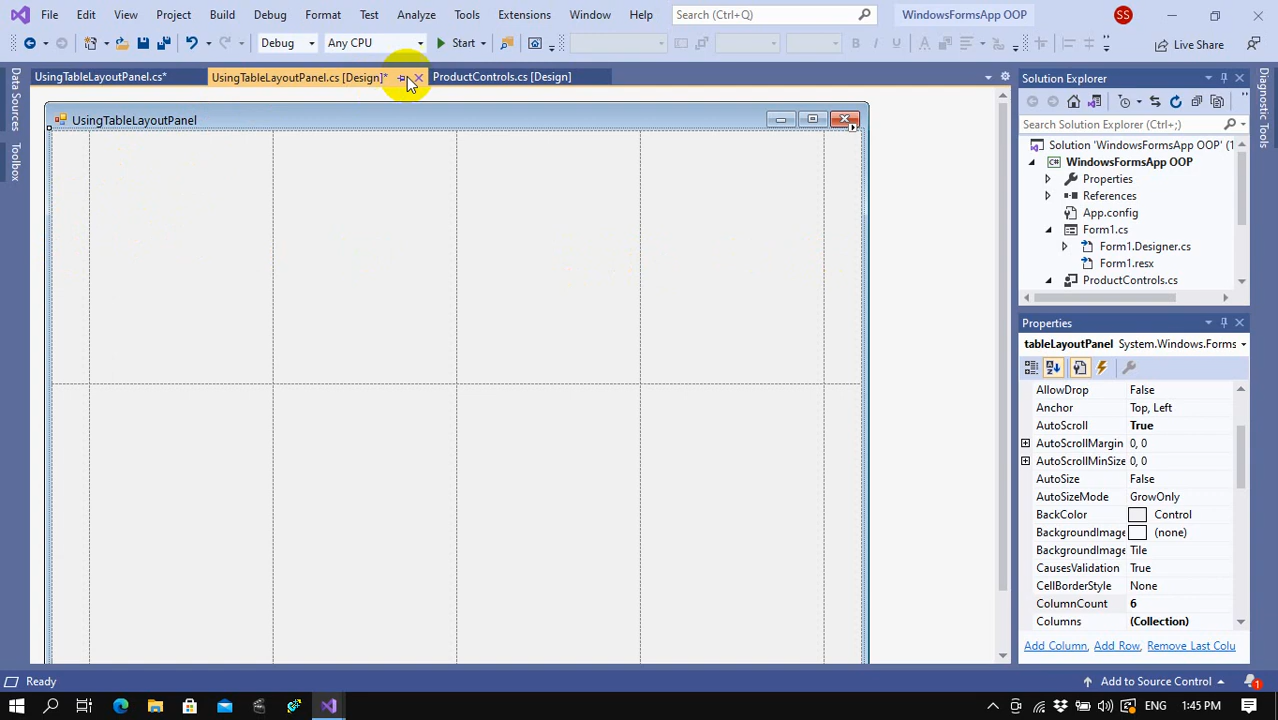 File Edit View Project Build Debug Format Test Analyze Tools Extensions Window Help Search (Ctrl+Q) WindowsFormsApp OOP SS
Debug Any CPU Start Live Share
UsingTableLayoutPanel.cs* UsingTableLayoutPanel.cs [Design]* ProductControls.cs [Design]
Data Sources
Toolbox
UsingTableLayoutPanel
Solution Explorer
Search Solution Explorer (Ctrl+;)
Solution 'WindowsFormsApp OOP' (1
C# WindowsFormsApp OOP
Properties
References
App.config
Form1.cs
Form1.Designer.cs
Form1.resx
ProductControls.cs
Properties
tableLayoutPanel System.Windows.Forms
AllowDrop False
Anchor Top, Left
AutoScroll True
AutoScrollMargin 0, 0
AutoScrollMinSize 0, 0
AutoSize False
AutoSizeMode GrowOnly
BackColor Control
BackgroundImage (none)
BackgroundImage Tile
CausesValidation True
CellBorderStyle None
ColumnCount 6
Columns (Collection)
Add Column, Add Row, Remove Last Colu
Diagnostic Tools
Ready Add to Source Control 1
ENG 1:45 PM